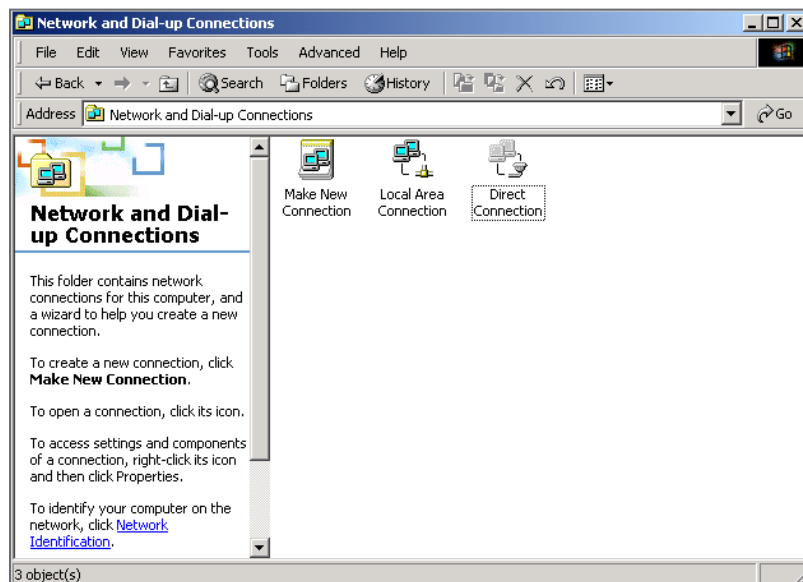 Network and Dial-up Connections
File Edit View Favorites Tools Advanced Help
Back Search Folders History
Address Network and Dial-up Connections Go
Make New
Connection
Local Area
Connection
Direct
Connection
Network and Dial-
up Connections
This folder contains network
connections for this computer, and
a wizard to help you create a new
connection.
To create a new connection, click
Make New Connection.
To open a connection, click its icon.
To access settings and components
of a connection, right-click its icon
and then click Properties.
To identify your computer on the
network, click Network
Identification.
3 object(s)